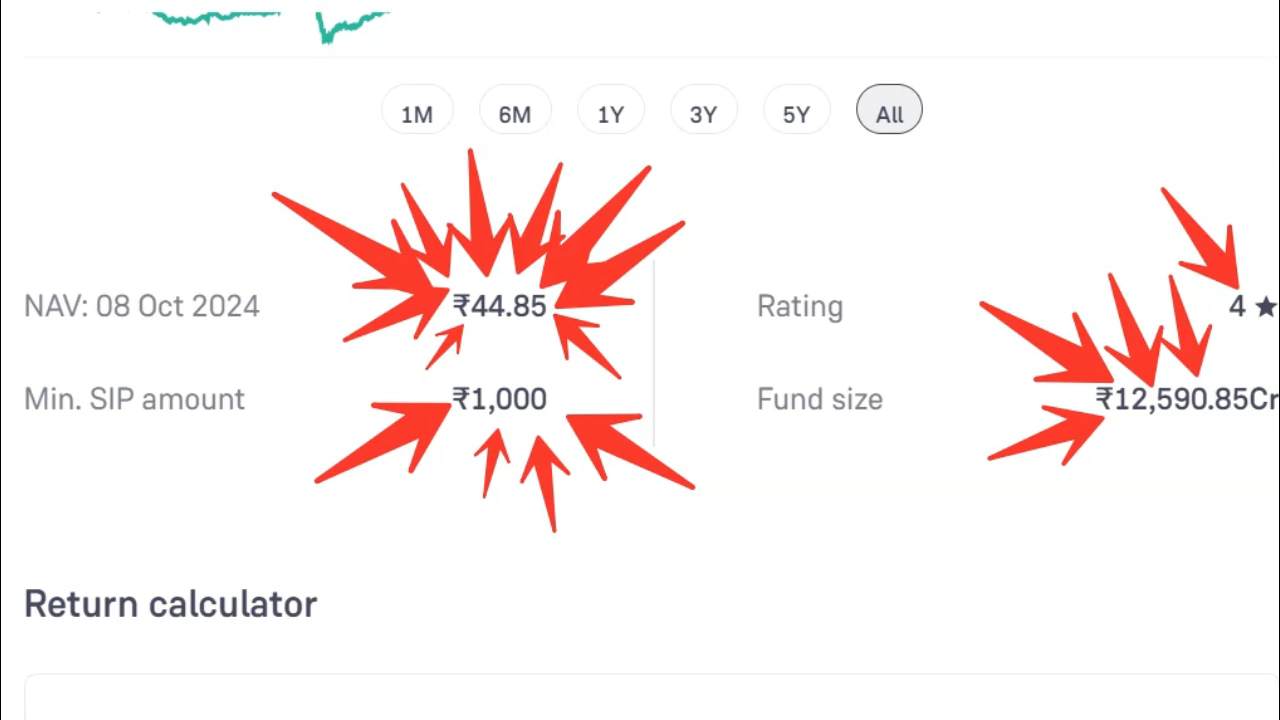 1M 6M 1Y 3Y 5Y All
NAV: 08 Oct 2024 ₹44.85 Rating 4 ★
Min. SIP amount ₹1,000 Fund size ₹12,590.85Cr
Return calculator